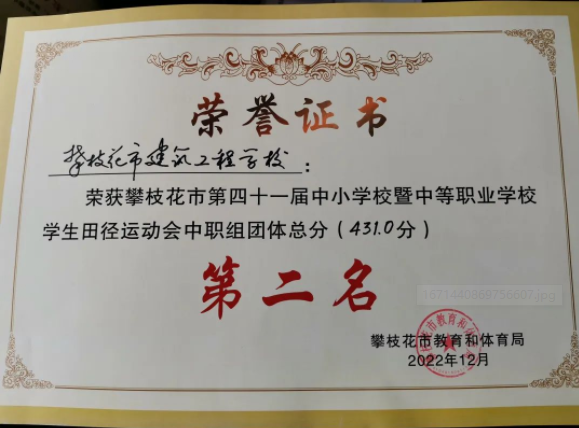 荣誉证书
攀枝花市建筑工程学校：
荣获攀枝花市第四十一届中小学校暨中等职业学校
学生田径运动会中职组团体总分（431.0分）
第二名
1671440869756607.jpg
攀枝花市教育和体育局
2022年12月